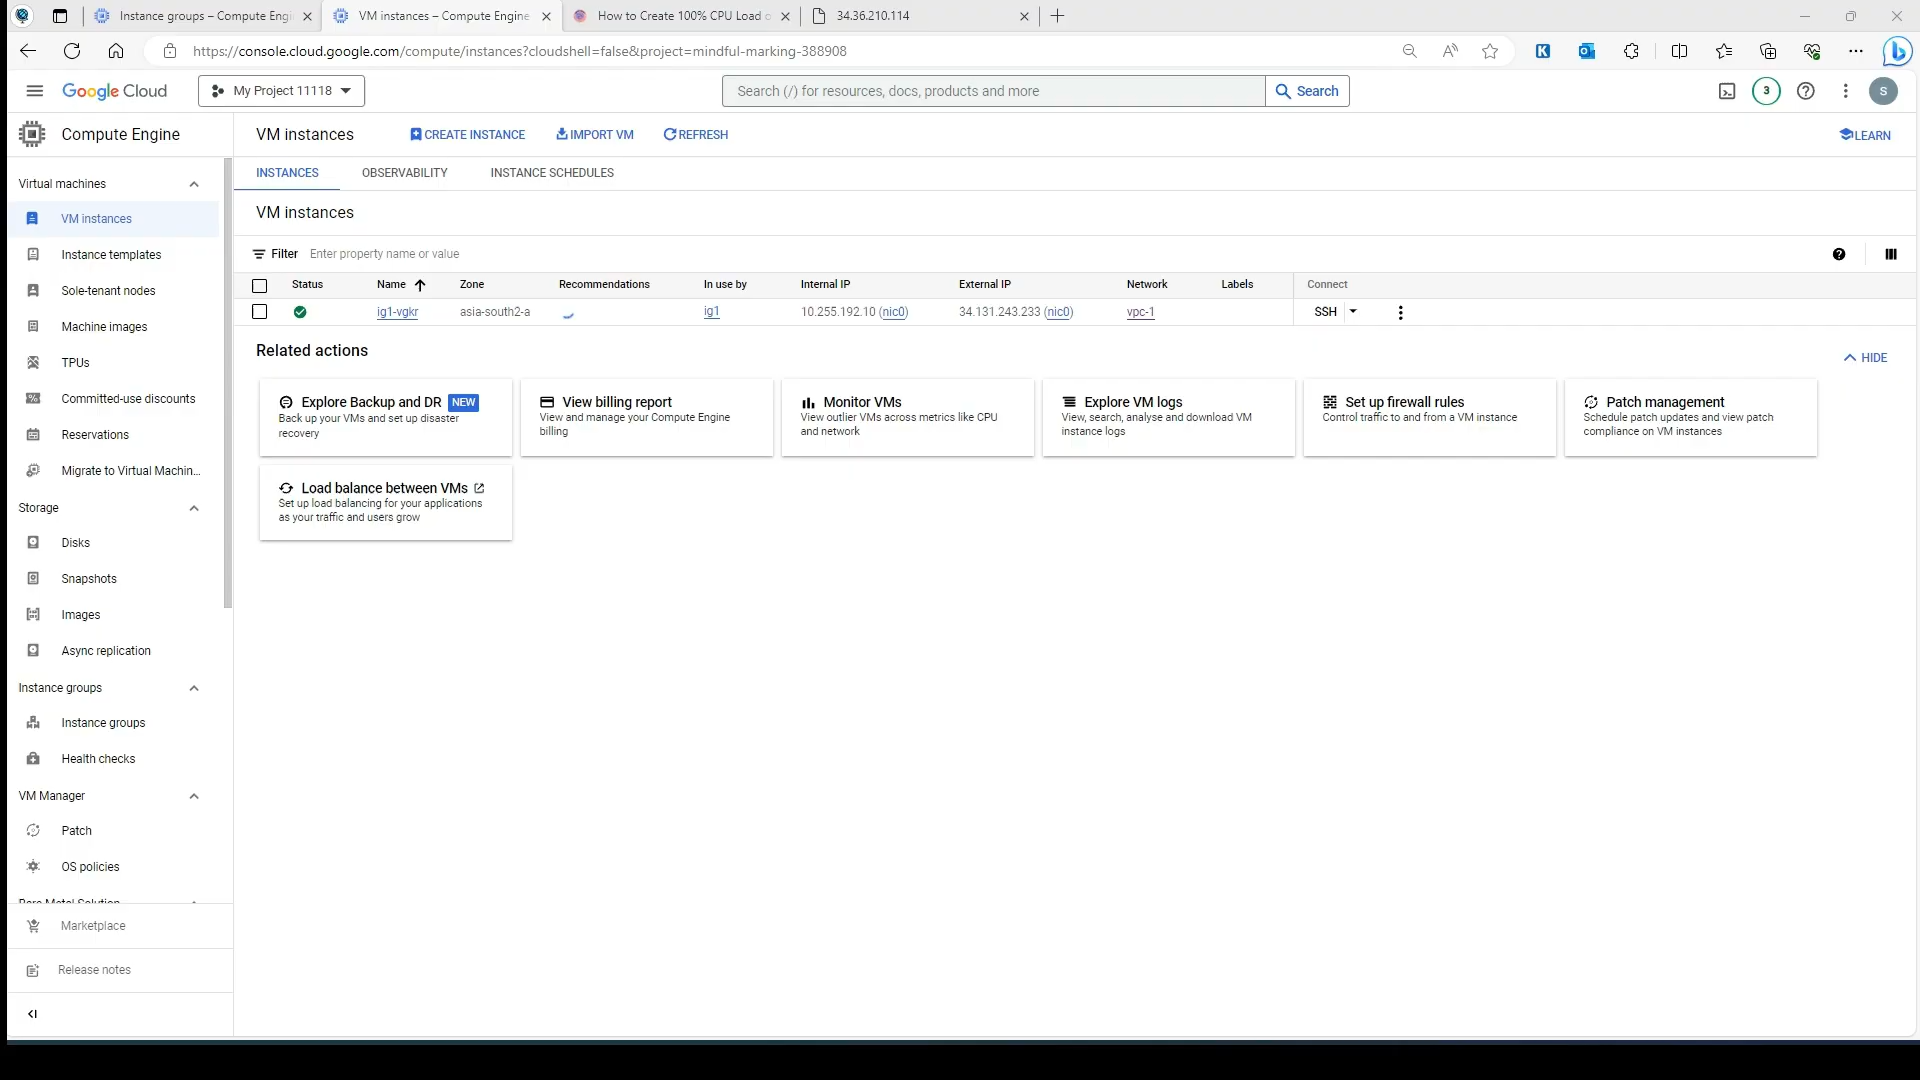 Instance groups – Compute Engi
VM instances – Compute Engine
How to Create 100% CPU Load o
34.36.210.114
https://console.cloud.google.com/compute/instances?cloudshell=false&project=mindful-marking-388908
Google Cloud
My Project 11118
Search (/) for resources, docs, products and more
Search
3
S
Compute Engine
VM instances
CREATE INSTANCE
IMPORT VM
REFRESH
LEARN
Virtual machines
VM instances
Instance templates
Sole-tenant nodes
Machine images
TPUs
Committed-use discounts
Reservations
Migrate to Virtual Machin...
Storage
Disks
Snapshots
Images
Async replication
Instance groups
Instance groups
Health checks
VM Manager
Patch
OS policies
Bare Metal Solution
Marketplace
Release notes
INSTANCES
OBSERVABILITY
INSTANCE SCHEDULES
VM instances
Filter
Enter property name or value
Status
Name
Zone
Recommendations
In use by
Internal IP
External IP
Network
Labels
Connect
ig1-vgkr
asia-south2-a
ig1
10.255.192.10 (nic0)
34.131.243.233 (nic0)
vpc-1
SSH
Related actions
HIDE
Explore Backup and DR NEW
Back up your VMs and set up disaster
recovery
View billing report
View and manage your Compute Engine
billing
Monitor VMs
View outlier VMs across metrics like CPU
and network
Explore VM logs
View, search, analyse and download VM
instance logs
Set up firewall rules
Control traffic to and from a VM instance
Patch management
Schedule patch updates and view patch
compliance on VM instances
Load balance between VMs
Set up load balancing for your applications
as your traffic and users grow